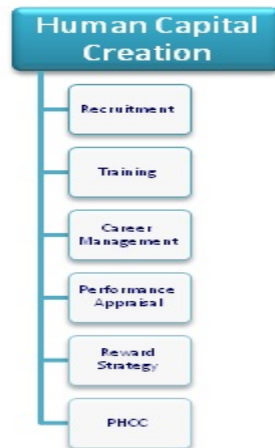 Human Capital
Creation
Recruitment
Training
Career
Management
Performance
Appraisal
Reward
Strategy
PHCC